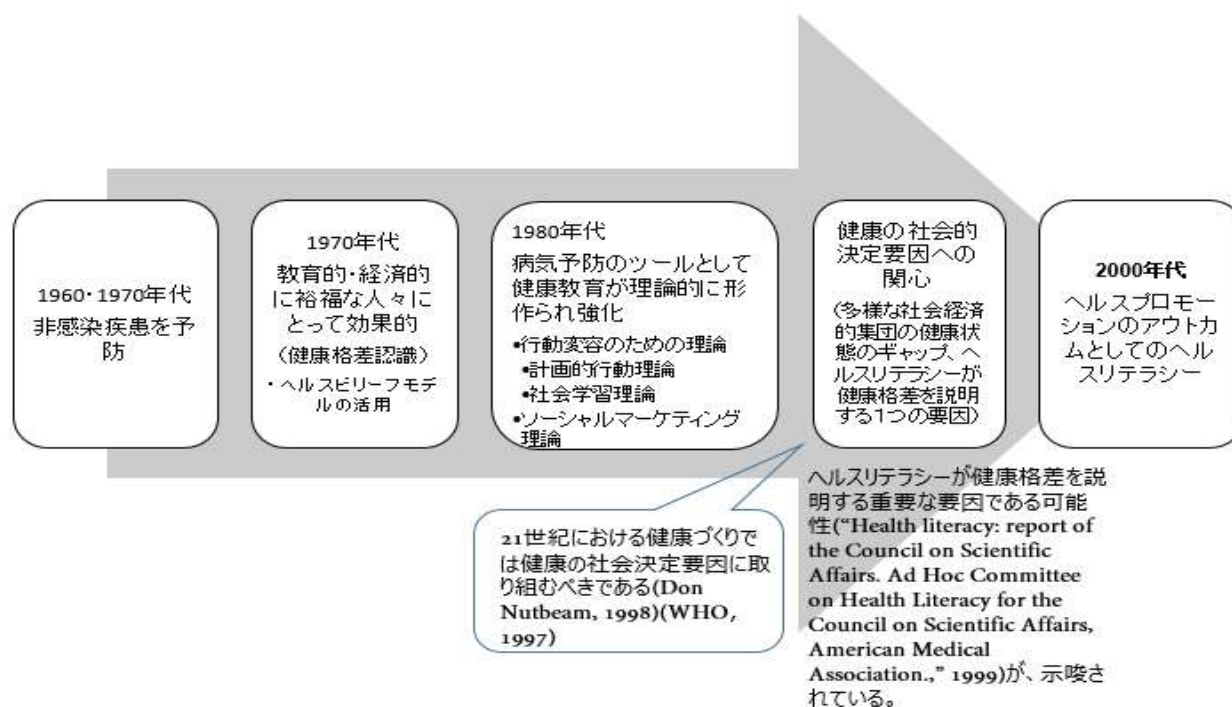 1960・1970年代
非感染疾患を予
防
1970年代
教育的・経済的
に裕福な人々に
とって効果的
（健康格差認識）
・ヘルスビリーフモデ
ルの活用
1980年代
病気予防のツールとして
健康教育が理論的に形
作られ強化
•行動変容のための理論
•計画的行動理論
•社会学習理論
•ソーシャルマーケティング
理論
健康の社会的
決定要因への
関心
(多様な社会経済
的集団の健康状
態のギャップ、ヘ
ルスリテラシーが
健康格差を説明
する1つの要因)
2000年代
ヘルスプロモー
ションのアウトカ
ムとしてのヘル
スリテラシー
21世紀における健康づくりで
は健康の社会決定要因に取
り組むべきである(Don
Nutbeam, 1998)(WHO,
1997)
ヘルスリテラシーが健康格差を説
明する重要な要因である可能
性(“Health literacy: report of
the Council on Scientific
Affairs. Ad Hoc Committee
on Health Literacy for the
Council on Scientific Affairs,
American Medical
Association.,” 1999)が、示唆さ
れている。